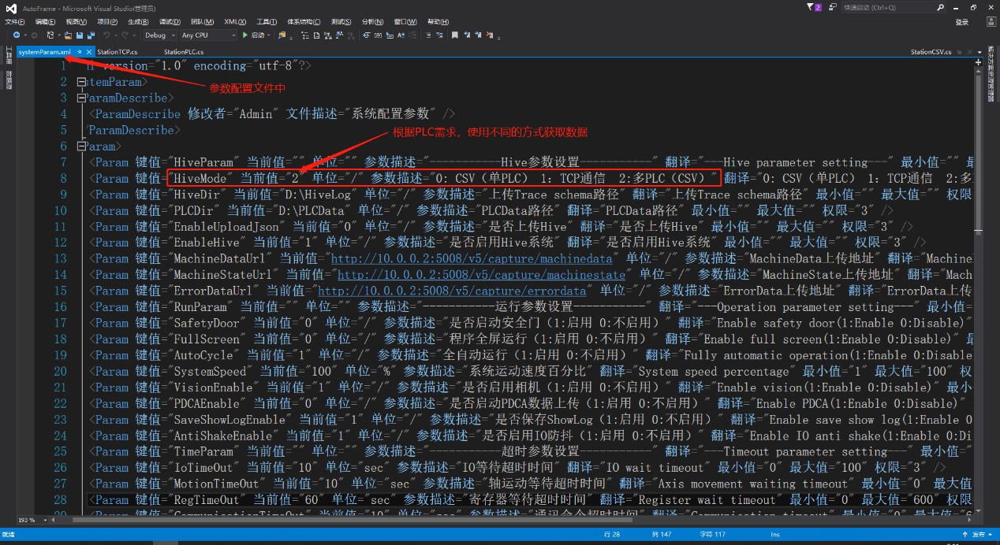 AutoFrame - Microsoft Visual Studio(管理员)
2
快速启动 (Ctrl+Q)
文件(F) 编辑(E) 视图(V) 项目(P) 生成(B) 调试(D) 团队(M) XML(X) 工具(T) 体系结构(C) 测试(S) 分析(N) 窗口(W) 帮助(H)
登录
Debug Any CPU 启动
systemParam.xml StationTCP.cs StationPLC.cs StationCSV.cs
1 version="1.0" encoding="utf-8"?>
参数配置文件中
2 stemParam>
3 ParamDescribe>
4 <ParamDescribe 修改者="Admin" 文件描述="系统配置参数" />
5 ParamDescribe>
根据PLC需求，使用不同的方式获取数据
6 Param>
7 <Param 键值="HiveParam" 当前值="" 单位="" 参数描述="-----------Hive参数设置-----------" 翻译="---Hive parameter setting---" 最小值=""
8 <Param 键值="HiveMode" 当前值="2" 单位="/" 参数描述="0: CSV（单PLC） 1: TCP通信 2:多PLC（CSV）" 翻译="0: CSV（单PLC） 1: TCP通信 2:多
9 <Param 键值="HiveDir" 当前值="D:\HiveLog" 单位="/" 参数描述="上传Trace schema路径" 翻译="上传Trace schema路径" 最小值="" 最大值="" 权限
10 <Param 键值="PLCDir" 当前值="D:\PLCData" 单位="/" 参数描述="PLCData路径" 翻译="PLCData路径" 最小值="" 最大值="" 权限="3" />
11 <Param 键值="EnableUploadJson" 当前值="0" 单位="/" 参数描述="是否上传Hive" 翻译="是否上传Hive" 最小值="" 最大值="" 权限="3" />
12 <Param 键值="EnableHive" 当前值="1" 单位="/" 参数描述="是否启用Hive系统" 翻译="是否启用Hive系统" 最小值="" 最大值="" 权限="3" />
13 <Param 键值="MachineDataUrl" 当前值="http://10.0.0.2:5008/v5/capture/machinedata" 单位="/" 参数描述="MachineData上传地址" 翻译="Machine
14 <Param 键值="MachineStateUrl" 当前值="http://10.0.0.2:5008/v5/capture/machinestate" 单位="/" 参数描述="MachineState上传地址" 翻译="Mach
15 <Param 键值="ErrorDataUrl" 当前值="http://10.0.0.2:5008/v5/capture/errordata" 单位="/" 参数描述="ErrorData上传地址" 翻译="ErrorData上传
16 <Param 键值="RunParam" 当前值="" 单位="" 参数描述="-----------运行参数设置-----------" 翻译="---Operation parameter setting---" 最小值=
17 <Param 键值="SafetyDoor" 当前值="0" 单位="/" 参数描述="是否启动安全门（1:启用 0:不启用）" 翻译="Enable safety door(1:Enable 0:Disable)"
18 <Param 键值="FullScreen" 当前值="0" 单位="/" 参数描述="程序全屏运行（1:启用 0:不启用）" 翻译="Enable full screen(1:Enable 0:Disable)"
19 <Param 键值="AutoCycle" 当前值="1" 单位="/" 参数描述="全自动运行（1:启用 0:不启用）" 翻译="Fully automatic operation(1:Enable 0:Disable
20 <Param 键值="SystemSpeed" 当前值="100" 单位="%" 参数描述="系统运动速度百分比" 翻译="System speed percentage" 最小值="1" 最大值="100" 权
21 <Param 键值="VisionEnable" 当前值="1" 单位="/" 参数描述="是否启用相机（1:启用 0:不启用）" 翻译="Enable vision(1:Enable 0:Disable)" 最小
22 <Param 键值="PDCAEnable" 当前值="0" 单位="/" 参数描述="是否启动PDCA数据上传（1:启用 0:不启用）" 翻译="Enable PDCA(1:Enable 0:Disable)"
23 <Param 键值="SaveShowLogEnable" 当前值="1" 单位="/" 参数描述="是否保存ShowLog（1:启用 0:不启用）" 翻译="Enable save show log(1:Enable 0
24 <Param 键值="AntiShakeEnable" 当前值="1" 单位="/" 参数描述="是否启用IO防抖（1:启用 0:不启用）" 翻译="Enable IO anti shake(1:Enable 0:Di
25 <Param 键值="TimeParam" 当前值="" 单位="" 参数描述="-----------超时参数设置-----------" 翻译="---Timeout parameter setting---" 最小值="
26 <Param 键值="IoTimeOut" 当前值="10" 单位="sec" 参数描述="IO等待超时时间" 翻译="IO wait timeout" 最小值="0" 最大值="100" 权限="3" />
27 <Param 键值="MotionTimeOut" 当前值="10" 单位="sec" 参数描述="轴运动等待超时时间" 翻译="Axis movement waiting timeout" 最小值="0" 最大值
28 <Param 键值="RegTimeOut" 当前值="60" 单位="sec" 参数描述="寄存器等待超时时间" 翻译="Register wait timeout" 最小值="0" 最大值="600" 权限
29 <Param 键值="CommunicationTimeOut" 当前值="10" 单位="sec" 参数描述="通讯命令超时时间" 翻译="Communication timeout" 最小值="0" 最大值="6
193 %
就绪 行 28 列 147 字符 117 Ins 发布